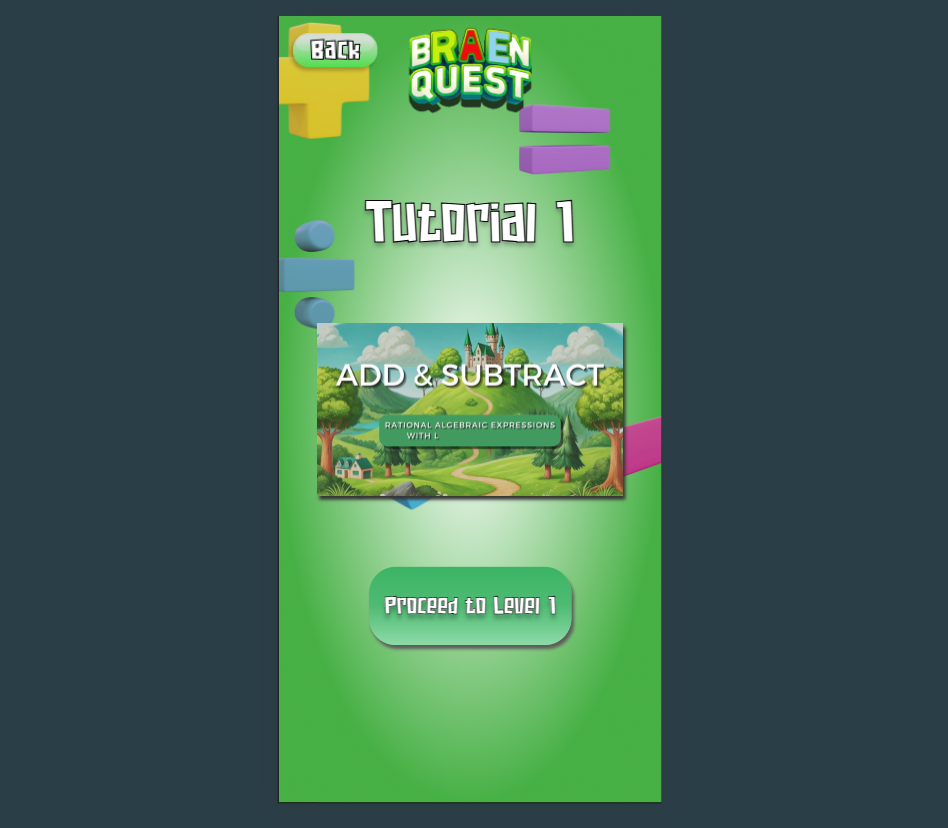 Back
BRAEN
QUEST
Tutorial 1
ADD & SUBTRACT
RATIONAL ALGEBRAIC EXPRESSIONS
WITH L
Proceed to Level 1